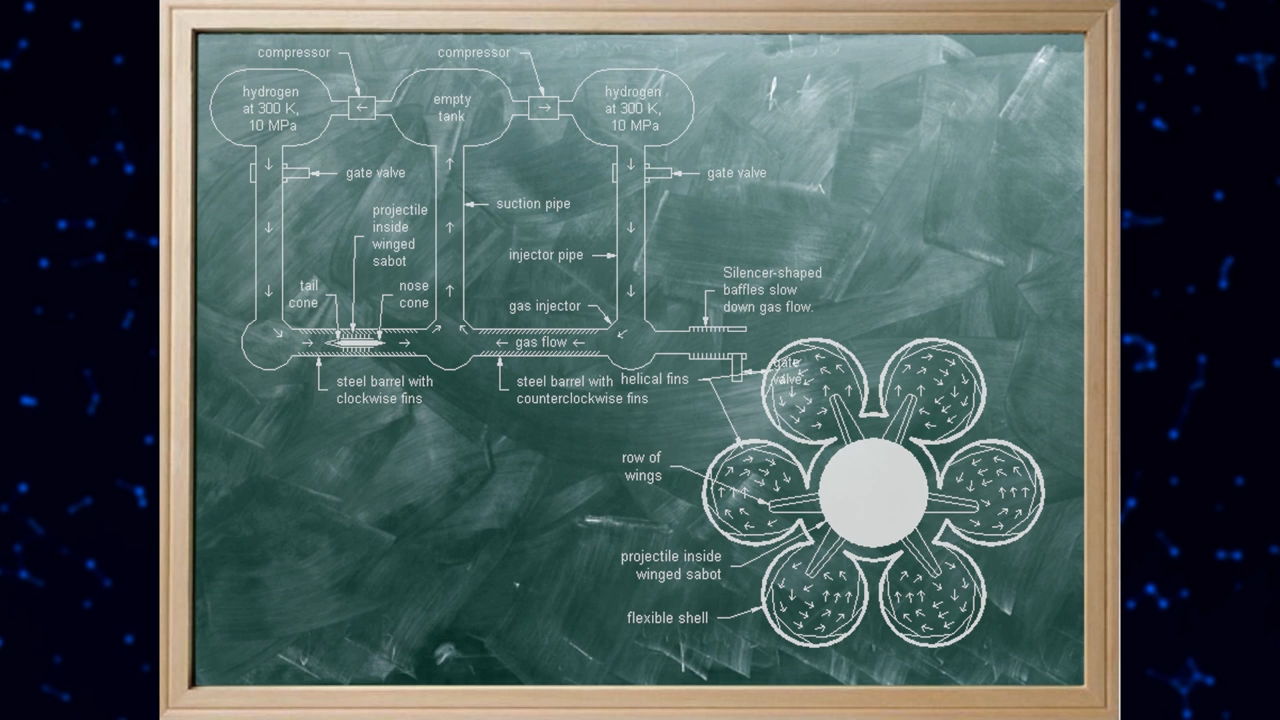 compressor
compressor
hydrogen
at 300 K,
10 MPa
empty
tank
hydrogen
at 300 K,
10 MPa
gate valve
gate valve
suction pipe
projectile
inside
winged
sabot
injector pipe
tail
cone
nose
cone
gas injector
Silencer-shaped
baffles slow
down gas flow.
gas flow
gate
valve
steel barrel with
clockwise fins
steel barrel with
counterclockwise fins
helical fins
row of
wings
projectile inside
winged sabot
flexible shell